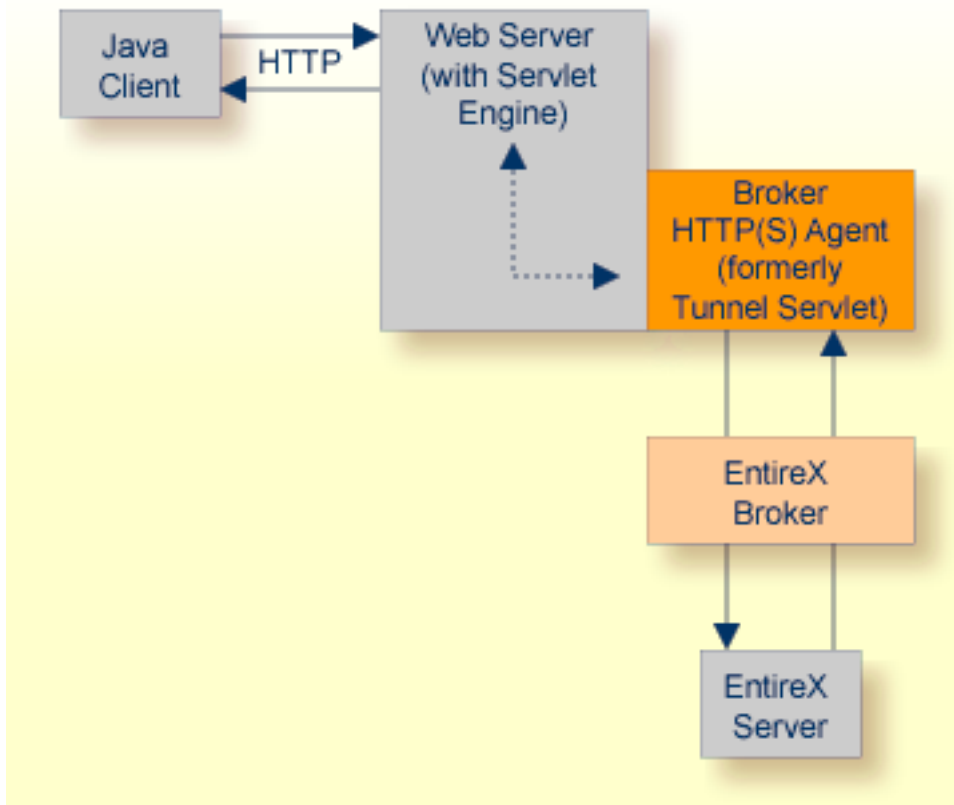 Java
Client
HTTP
Web Server
(with Servlet
Engine)
Broker
HTTP(S) Agent
(formerly
Tunnel Servlet)
EntireX
Broker
EntireX
Server